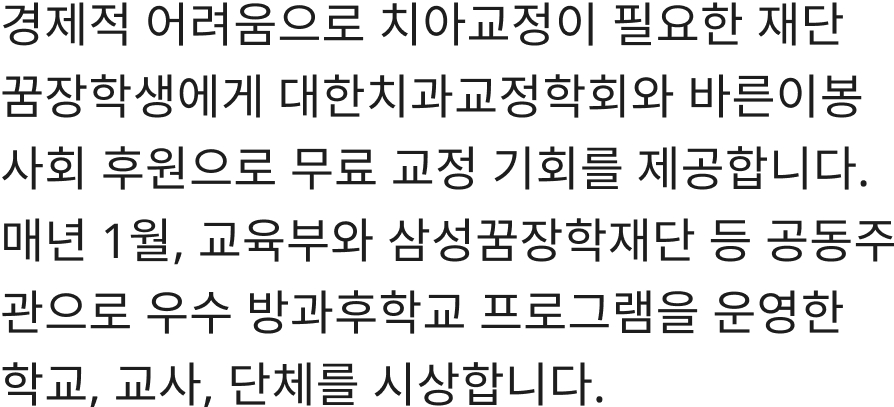 경제적 어려움으로 치아교정이 필요한 재단
꿈장학생에게 대한치과교정학회와 바른이봉
사회 후원으로 무료 교정 기회를 제공합니다.
매년 1월, 교육부와 삼성꿈장학재단 등 공동주
관으로 우수 방과후학교 프로그램을 운영한
학교, 교사, 단체를 시상합니다.